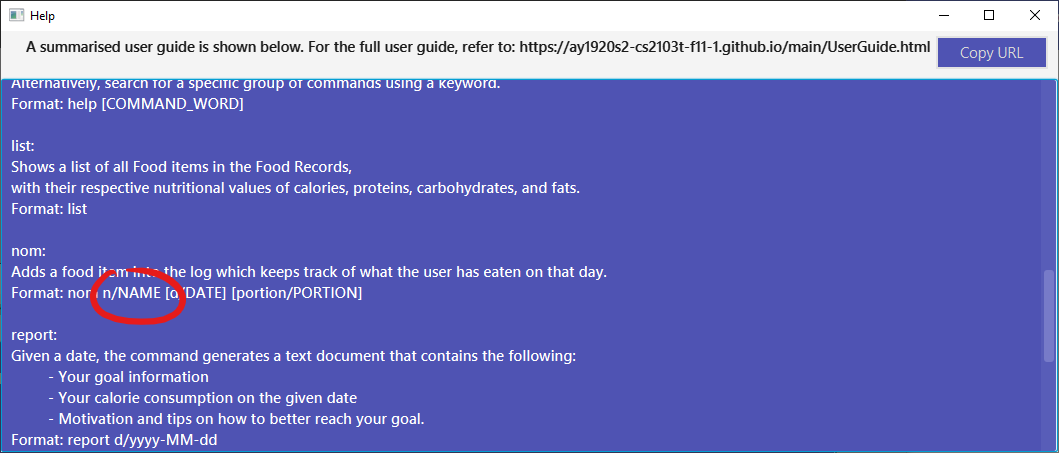 Help
A summarised user guide is shown below. For the full user guide, refer to: https://ay1920s2-cs2103t-f11-1.github.io/main/UserGuide.html
Copy URL
Alternatively, search for a specific group of commands using a keyword.
Format: help [COMMAND_WORD]
list:
Shows a list of all Food items in the Food Records,
with their respective nutritional values of calories, proteins, carbohydrates, and fats.
Format: list
nom:
Adds a food item into the log which keeps track of what the user has eaten on that day.
Format: nom n/NAME [d/DATE] [portion/PORTION]
report:
Given a date, the command generates a text document that contains the following:
- Your goal information
- Your calorie consumption on the given date
- Motivation and tips on how to better reach your goal.
Format: report d/yyyy-MM-dd